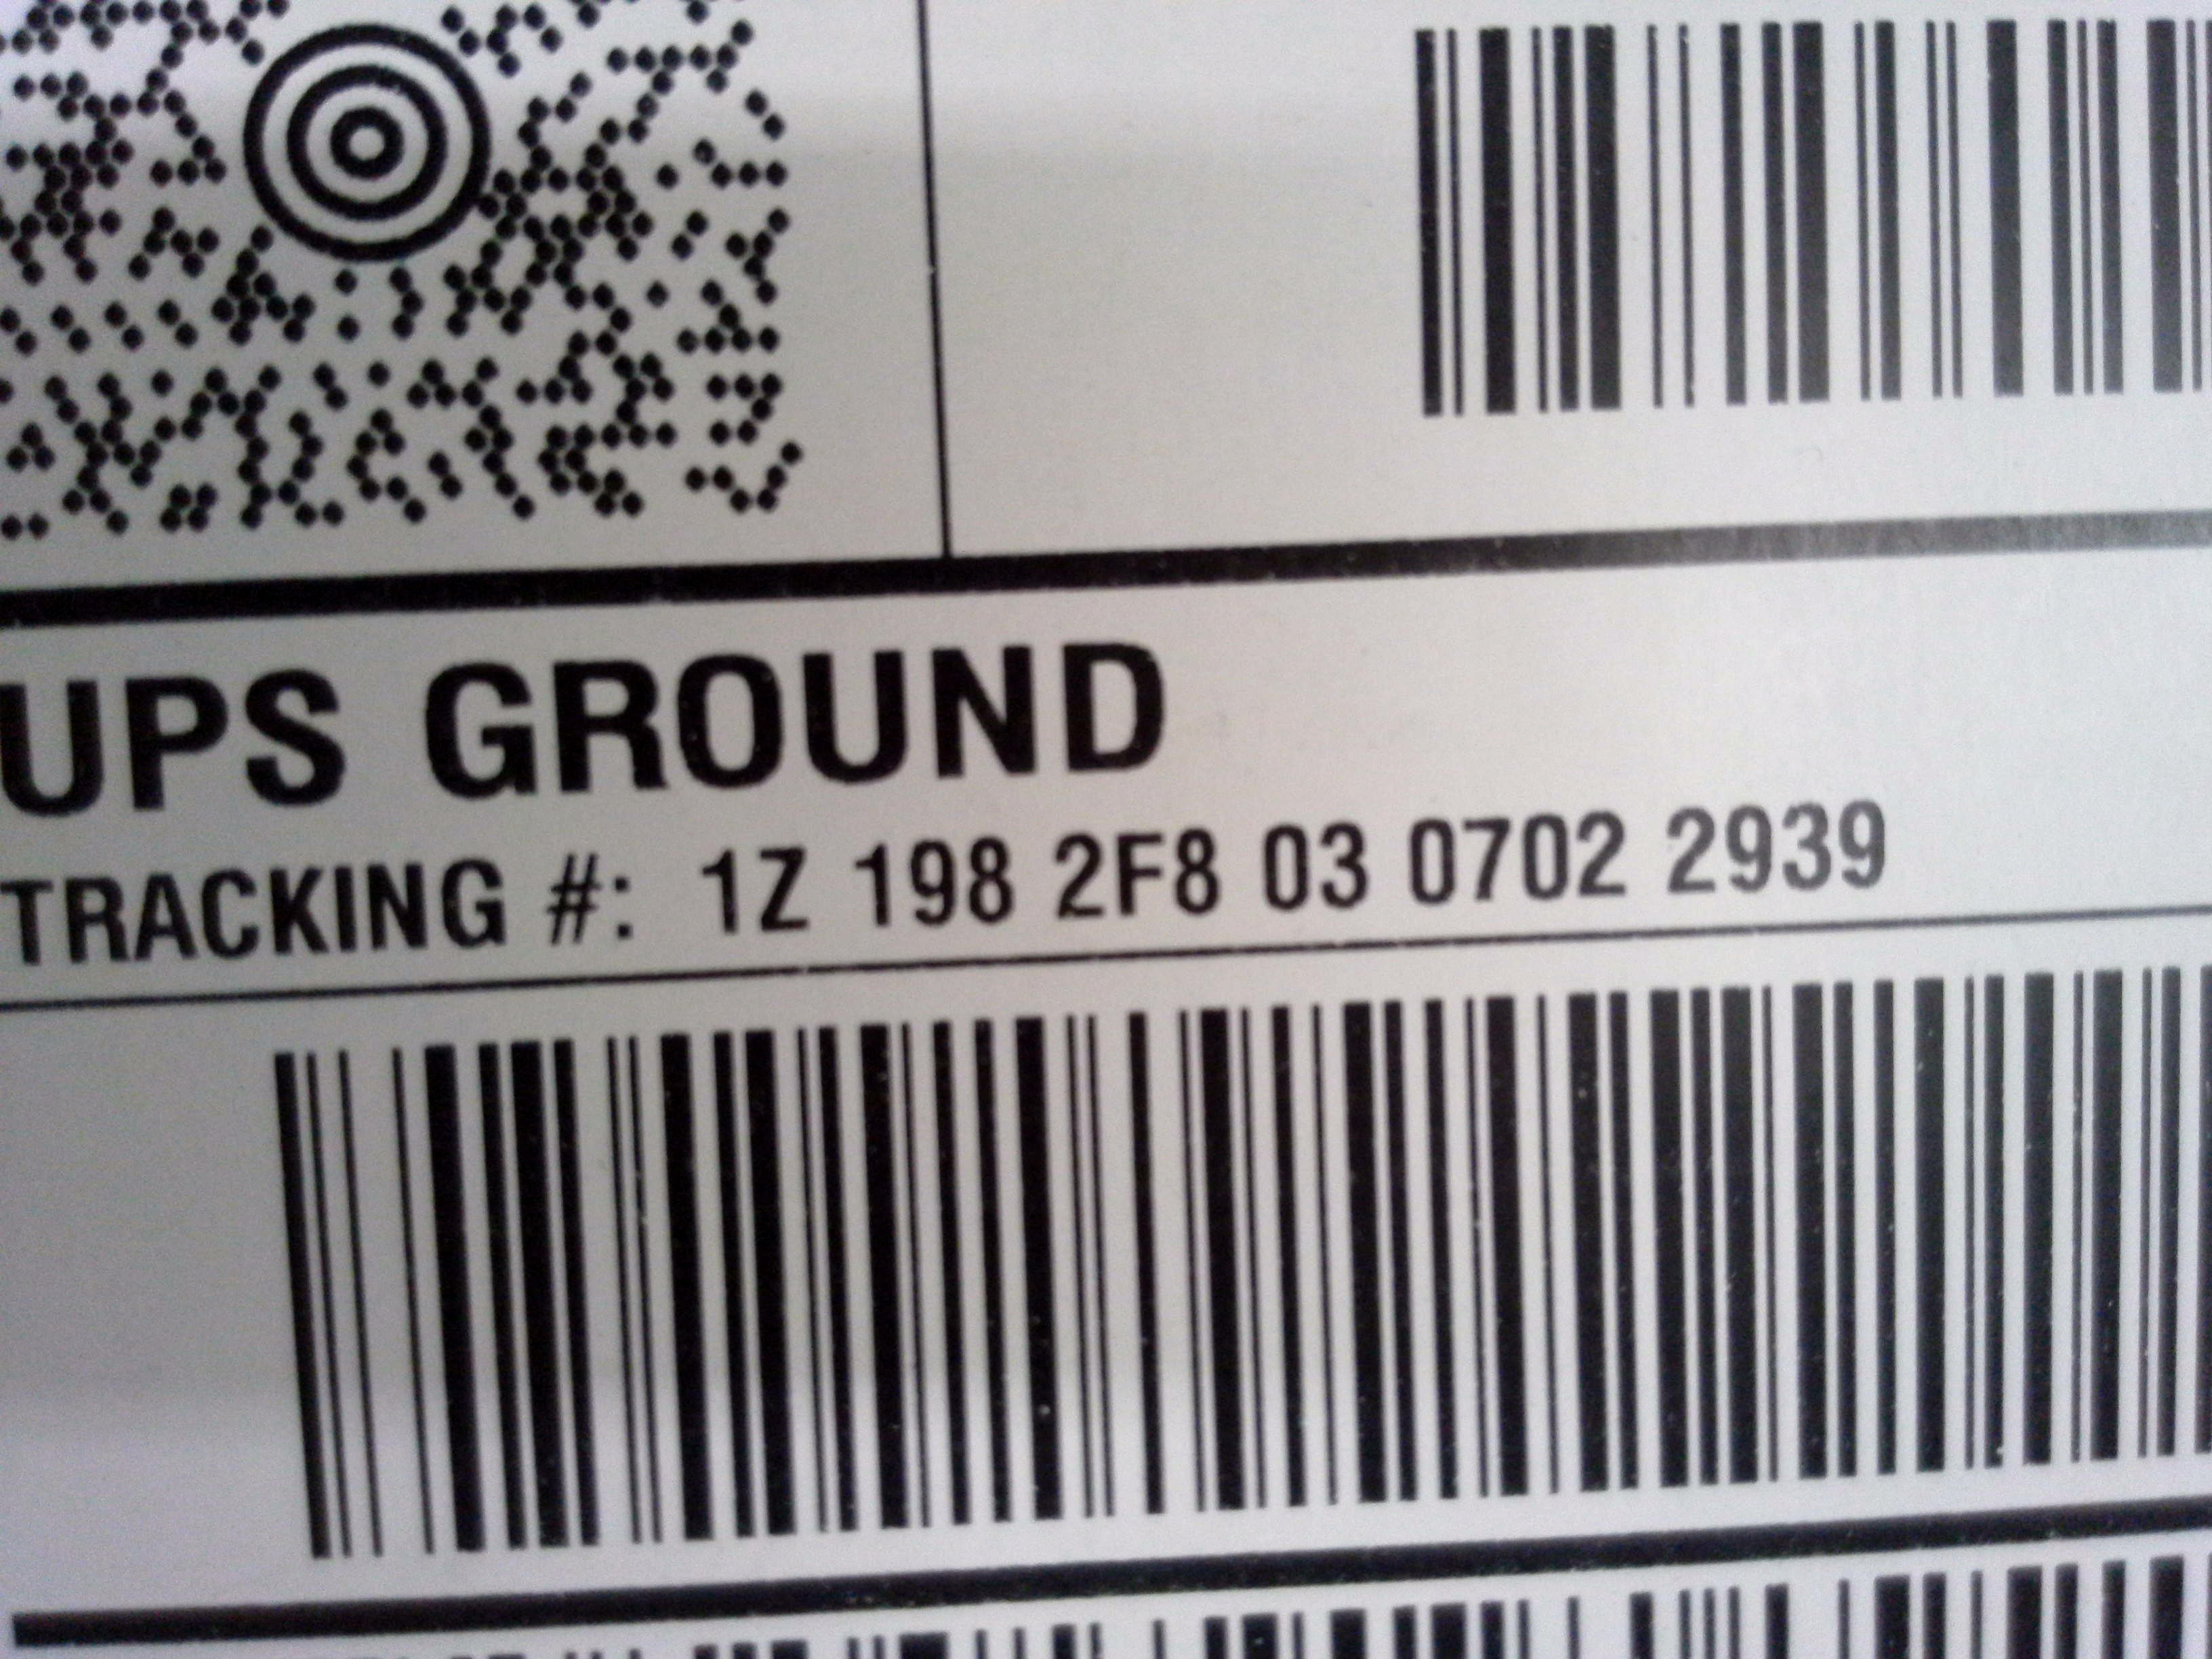 UPS GROUND
TRACKING #: 1Z 198 2F8 03 0702 2939